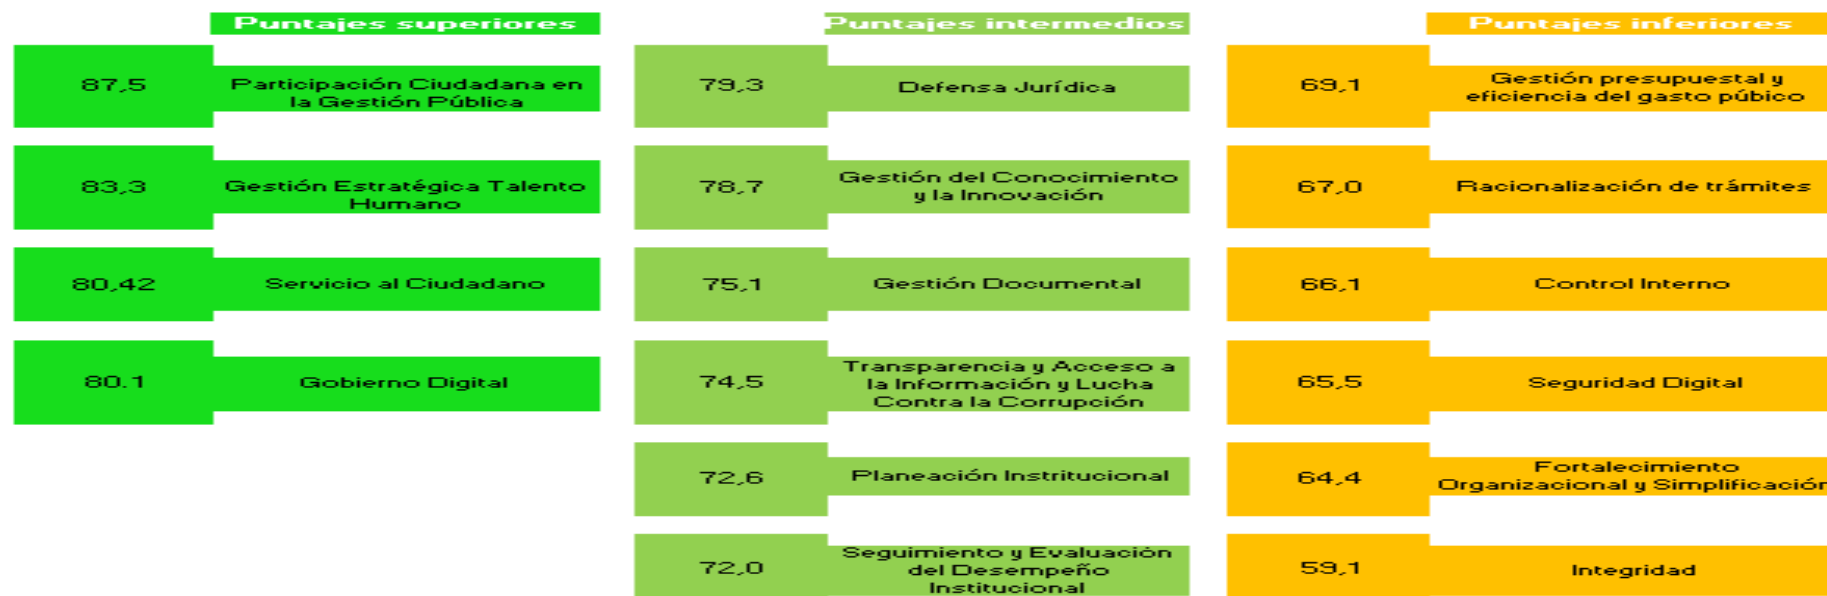 Puntajes superiores
87,5
Participación Ciudadana en
la Gestión Pública
83,3
Gestión Estratégica Talento
Humano
80,42
Servicio al Ciudadano
80.1
Gobierno Digital
Puntajes intermedios
79,3
Defensa Jurídica
78,7
Gestión del Conocimiento
y la Innovación
75,1
Gestión Documental
74,5
Transparencia y Acceso a
la Información y Lucha
Contra la Corrupción
72,6
Planeación Instritucional
72,0
Seguimiento y Evaluación
del Desempeño
Institucional
Puntajes inferiores
69,1
Gestión presupuestal y
eficiencia del gasto púbico
67,0
Racionalización de trámites
66,1
Control Interno
65,5
Seguridad Digital
64,4
Fortalecimiento
Organizacional y Simplificación
59,1
Integridad